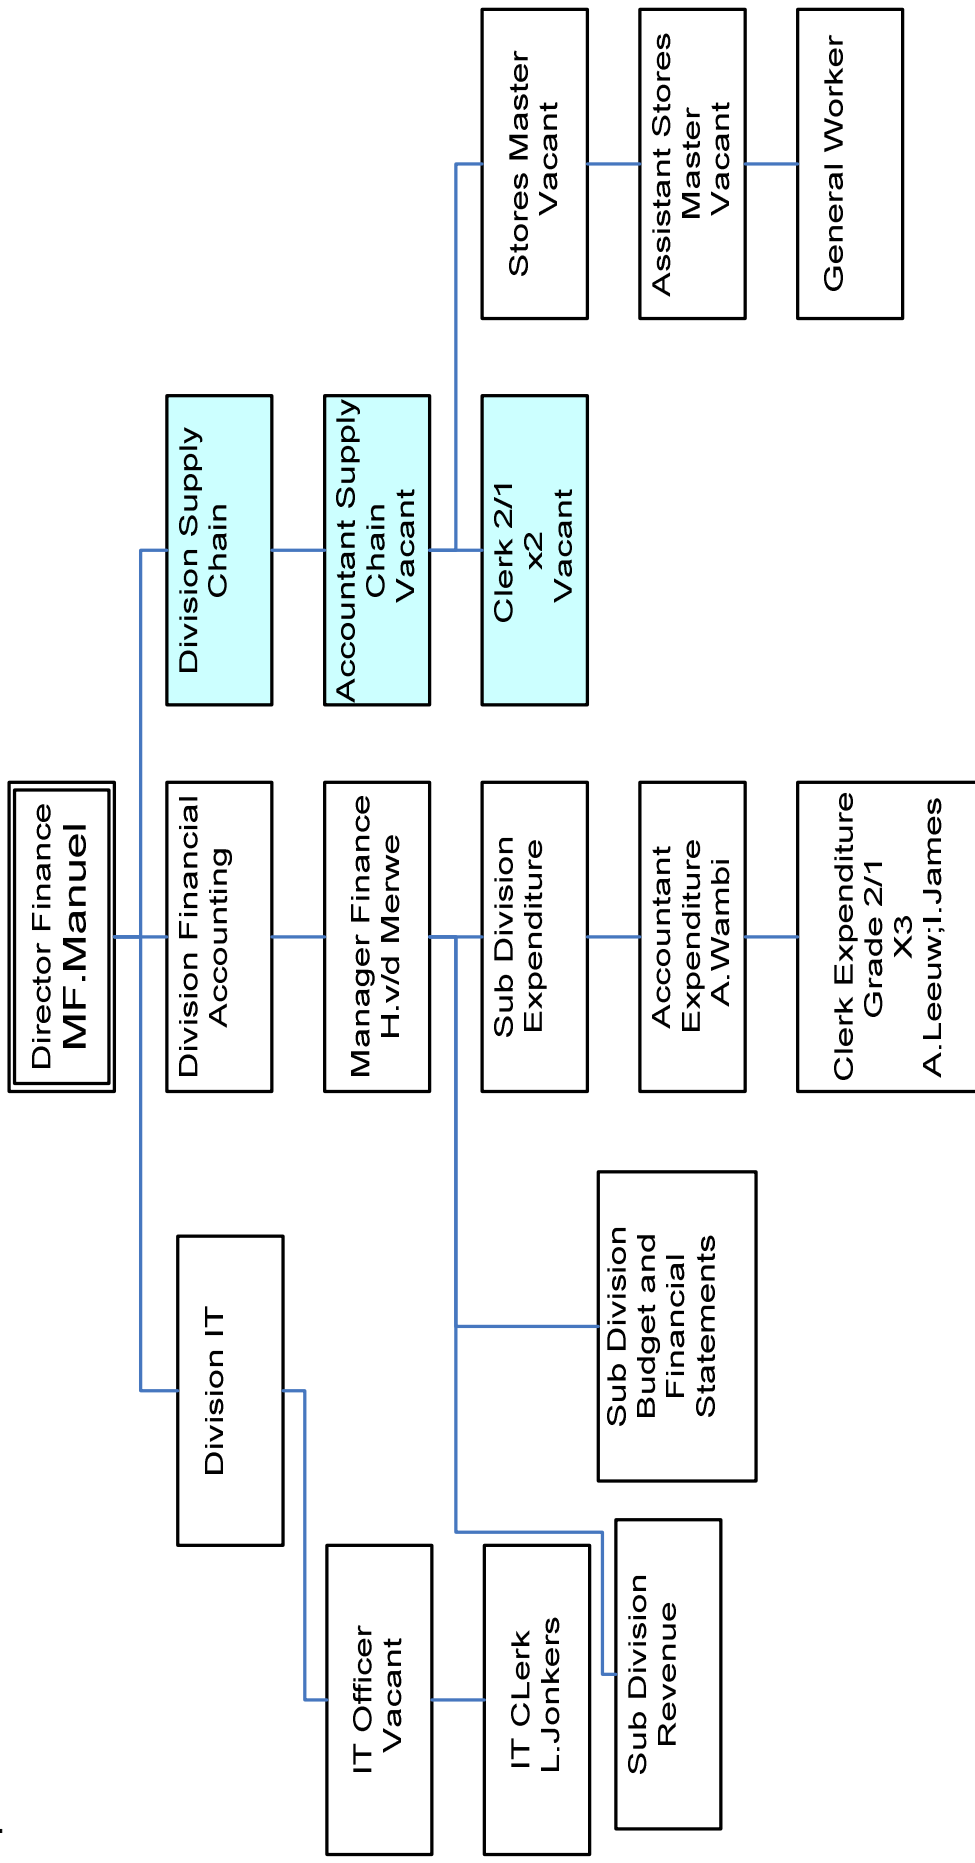 Director Finance
MF.Manuel
Division IT
Division Financial
Accounting
Division Supply
Chain
IT Officer
Vacant
Manager Finance
H.v/d Merwe
Accountant Supply
Chain
Vacant
IT CLerk
L.Jonkers
Sub Division
Revenue
Sub Division
Budget and
Financial
Statements
Sub Division
Expenditure
Clerk 2/1
x2
Vacant
Stores Master
Vacant
Accountant
Expenditure
A.Wambi
Assistant Stores
Master
Vacant
Clerk Expenditure
Grade 2/1
X3
A.Leeuw;I.James
General Worker